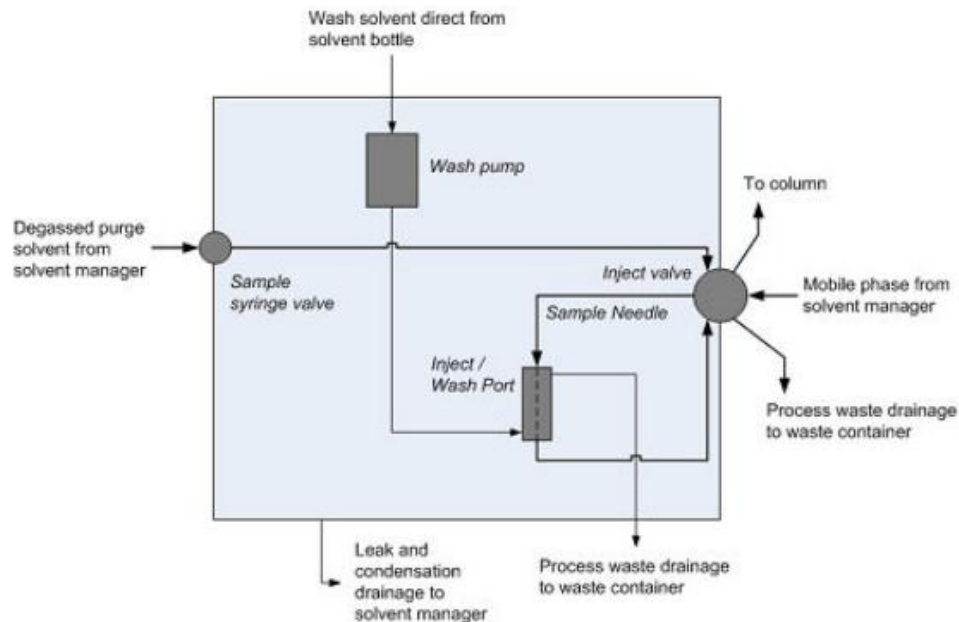 Wash solvent direct from
solvent bottle
Wash pump
To column
Degassed purge
solvent from
solvent manager
Sample
syringe valve
Inject valve
Mobile phase from
solvent manager
Sample Needle
Inject /
Wash Port
Process waste drainage
to waste container
Leak and
condensation
drainage to
solvent manager
Process waste drainage
to waste container